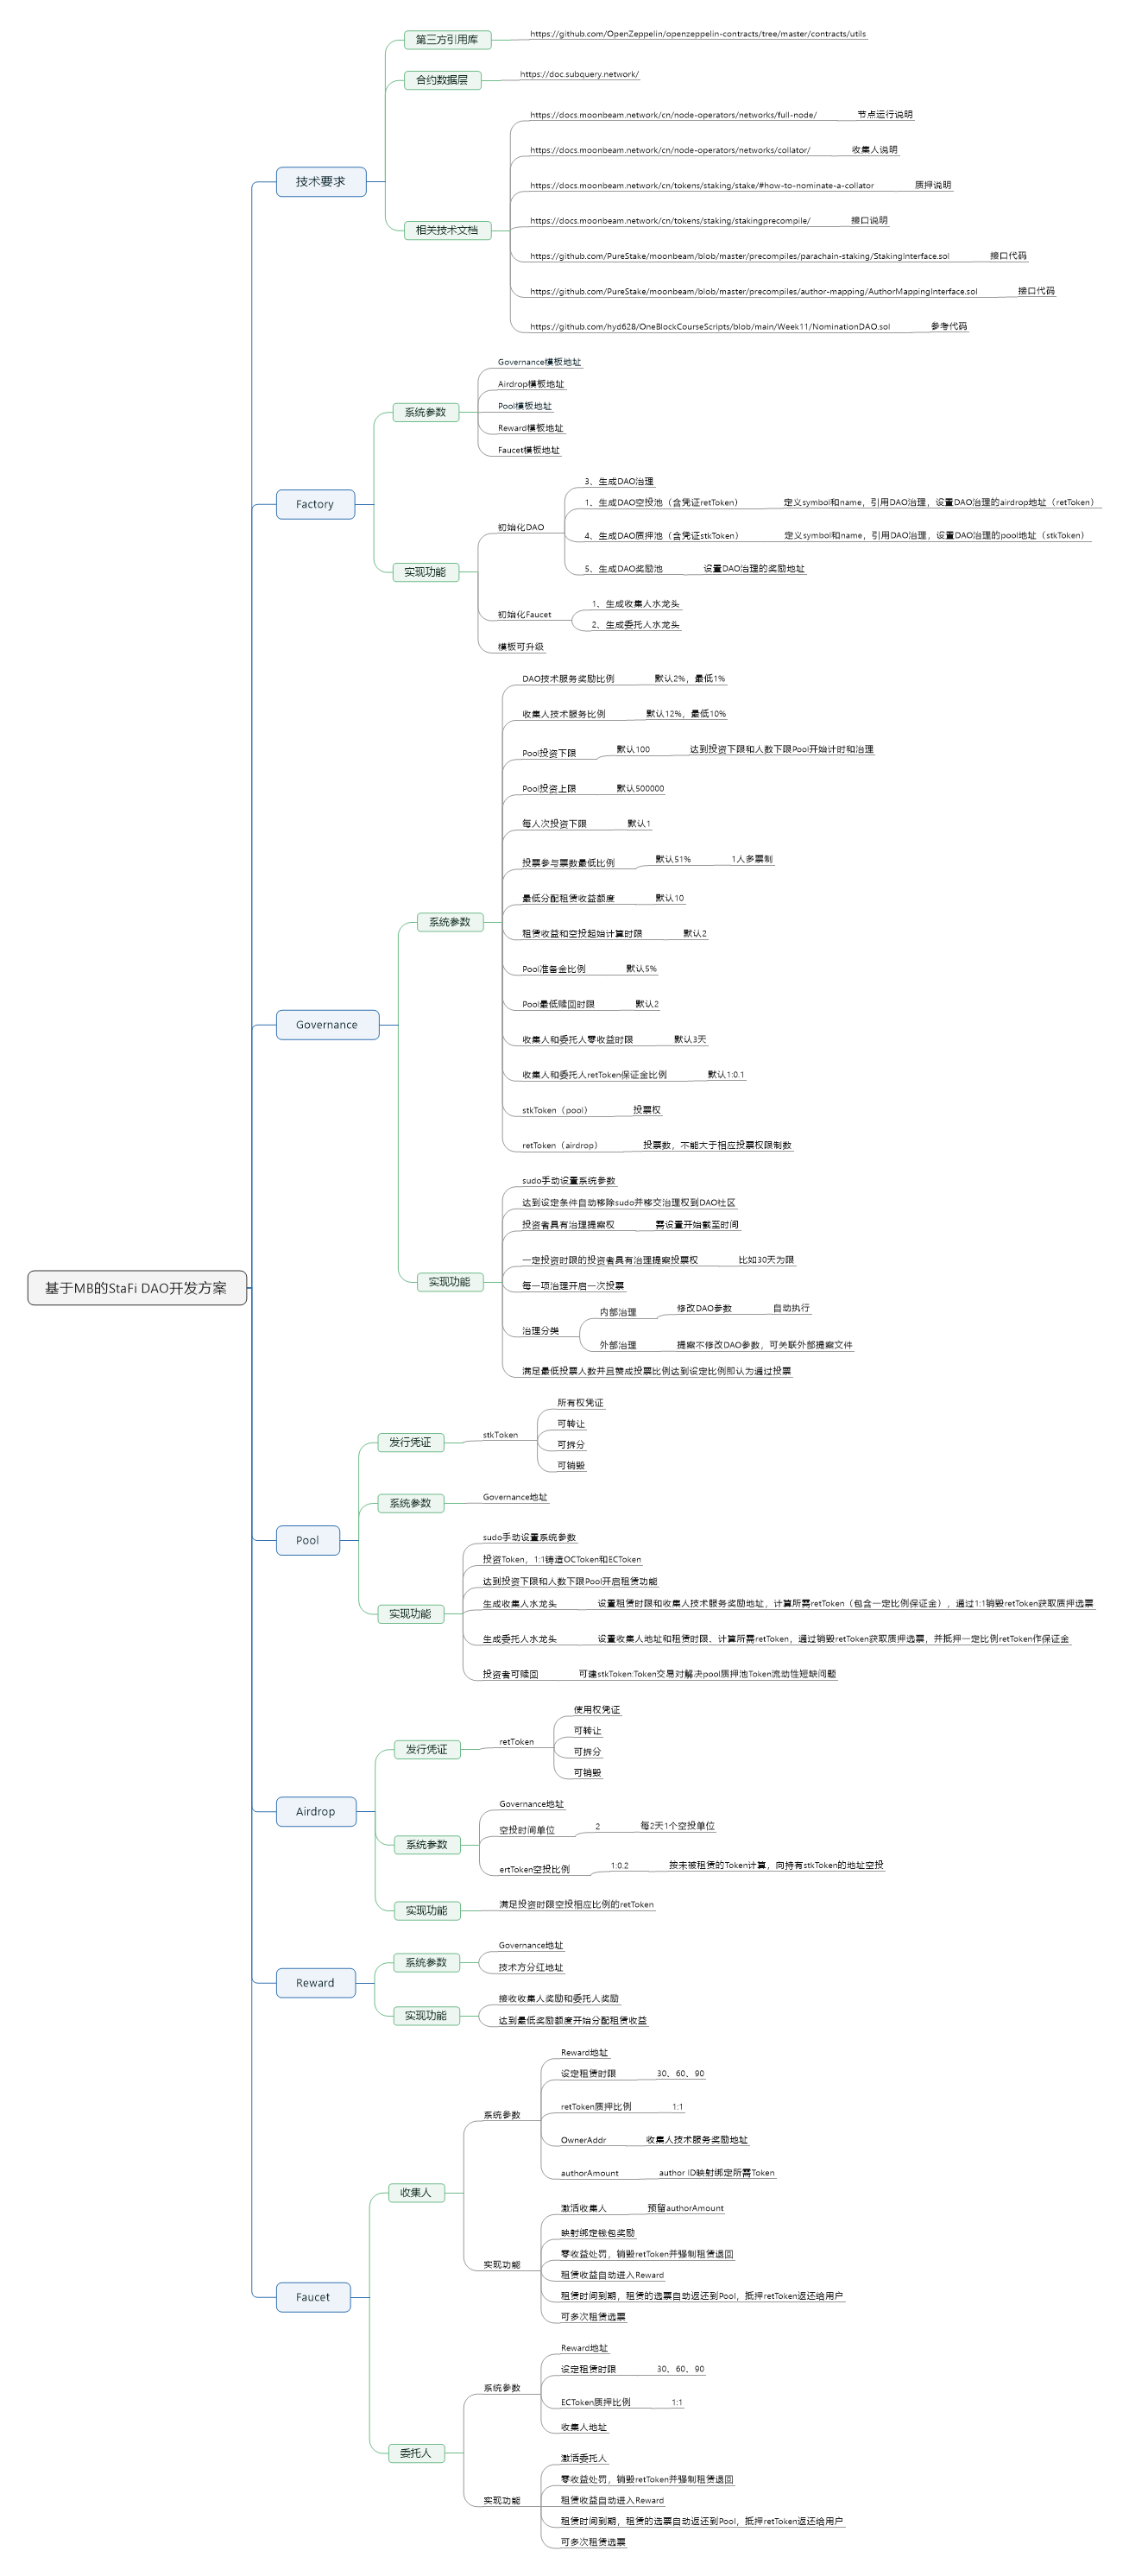 基于MB的StaFi DAO开发方案
技术要求
第三方引用库
https://github.com/OpenZeppelin/openzeppelin-contracts/tree/master/contracts/utils
合约数据层
https://doc.subquery.network/
相关技术文档
https://docs.moonbeam.network/cn/node-operators/networks/full-node/
节点运行说明
https://docs.moonbeam.network/cn/node-operators/networks/collator/
收集人说明
https://docs.moonbeam.network/cn/tokens/staking/stake/#how-to-nominate-a-collator
质押说明
https://docs.moonbeam.network/cn/tokens/staking/stakingprecompile/
接口说明
https://github.com/PureStake/moonbeam/blob/master/precompiles/parachain-staking/StakingInterface.sol
接口代码
https://github.com/PureStake/moonbeam/blob/master/precompiles/author-mapping/AuthorMappingInterface.sol
接口代码
https://github.com/hyd628/OneBlockCourseScripts/blob/main/Week11/NominationDAO.sol
参考代码
Factory
系统参数
Governance模板地址
Airdrop模板地址
Pool模板地址
Reward模板地址
Faucet模板地址
实现功能
初始化DAO
3、生成DAO治理
1、生成DAO空投池（含凭证retToken）
定义symbol和name，引用DAO治理，设置DAO治理的airdrop地址（retToken）
4、生成DAO质押池（含凭证stkToken）
定义symbol和name，引用DAO治理，设置DAO治理的pool地址（stkToken）
5、生成DAO奖励池
设置DAO治理的奖励地址
初始化Faucet
1、生成收集人水龙头
2、生成委托人水龙头
模板可升级
Governance
系统参数
DAO技术服务奖励比例
默认2%，最低1%
收集人技术服务比例
默认12%，最低10%
Pool投资下限
默认100
达到投资下限和人数下限Pool开始计时和治理
Pool投资上限
默认500000
每人次投资下限
默认1
投票参与票数最低比例
默认51%
1人多票制
最低分配租赁收益额度
默认10
租赁收益和空投起始计算时限
默认2
Pool准备金比例
默认5%
Pool最低赎回时限
默认2
收集人和委托人零收益时限
默认3天
收集人和委托人retToken保证金比例
默认1:0.1
stkToken（pool）
投票权
retToken（airdrop）
投票数，不能大于相应投票权限制数
实现功能
sudo手动设置系统参数
达到设定条件自动移除sudo并移交治理权到DAO社区
投资者具有治理提案权
需设置开始截至时间
一定投资时限的投资者具有治理提案投票权
比如30天为限
每一项治理开启一次投票
治理分类
内部治理
修改DAO参数
自动执行
外部治理
提案不修改DAO参数，可关联外部提案文件
满足最低投票人数并且赞成投票比例达到设定比例即认为通过投票
Pool
发行凭证
stkToken
所有权凭证
可转让
可拆分
可销毁
系统参数
Governance地址
实现功能
sudo手动设置系统参数
投资Token，1:1铸造OCToken和ECToken
达到投资下限和人数下限Pool开启租赁功能
生成收集人水龙头
设置租赁时限和收集人技术服务奖励地址，计算所需retToken（包含一定比例保证金），通过1:1销毁retToken获取质押选票
生成委托人水龙头
设置收集人地址和租赁时限、计算所需retToken，通过销毁retToken获取质押选票，并抵押一定比例retToken作保证金
投资者可赎回
可建stkToken:Token交易对解决pool质押池Token流动性短缺问题
Airdrop
发行凭证
retToken
使用权凭证
可转让
可拆分
可销毁
系统参数
Governance地址
空投时间单位
2
每2天1个空投单位
ertToken空投比例
1:0.2
按未被租赁的Token计算，向持有stkToken的地址空投
实现功能
满足投资时限空投相应比例的retToken
Reward
系统参数
Governance地址
技术方分红地址
实现功能
接收收集人奖励和委托人奖励
达到最低奖励额度开始分配租赁收益
Faucet
收集人
系统参数
Reward地址
设定租赁时限
30、60、90
retToken质押比例
1:1
OwnerAddr
收集人技术服务奖励地址
authorAmount
author ID映射绑定所需Token
实现功能
激活收集人
预留authorAmount
映射绑定钱包奖励
零收益处罚，销毁retToken并强制租赁退回
租赁收益自动进入Reward
租赁时间到期，租赁的选票自动返还到Pool，抵押retToken返还给用户
可多次租赁选票
委托人
系统参数
Reward地址
设定租赁时限
30、60、90
ECToken质押比例
1:1
收集人地址
实现功能
激活委托人
零收益处罚，销毁retToken并强制租赁退回
租赁收益自动进入Reward
租赁时间到期，租赁的选票自动返还到Pool，抵押retToken返还给用户
可多次租赁选票